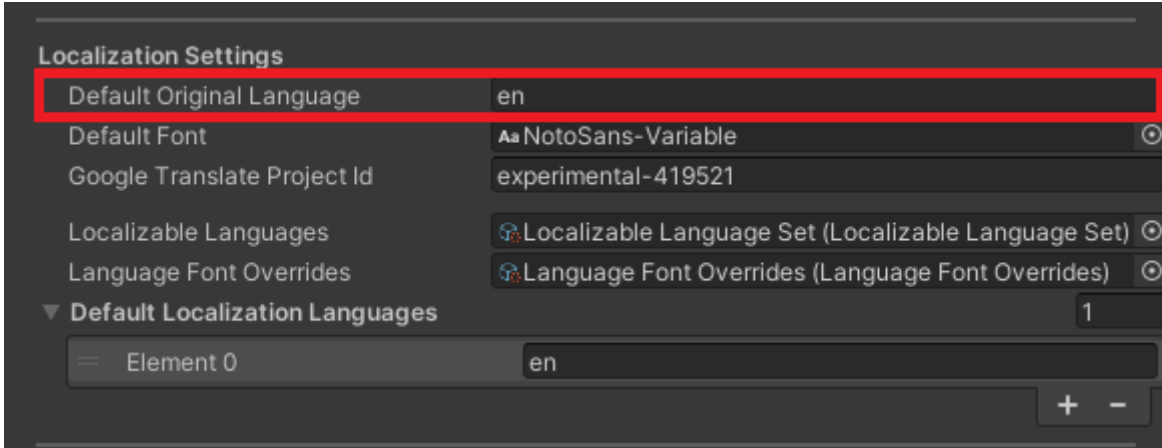 Localization Settings
Default Original Language en
Default Font Aa NotoSans-Variable
Google Translate Project Id experimental-419521
Localizable Languages Localizable Language Set (Localizable Language Set)
Language Font Overrides Language Font Overrides (Language Font Overrides)
Default Localization Languages 1
Element 0 en
+ -